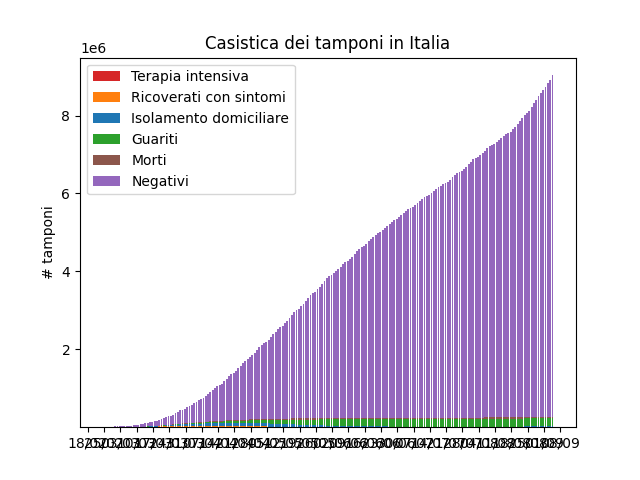 Casistica dei tamponi in Italia
1e6
Terapia intensiva
Ricoverati con sintomi
Isolamento domiciliare
Guariti
Morti
Negativi
8
6
4
2
# tamponi